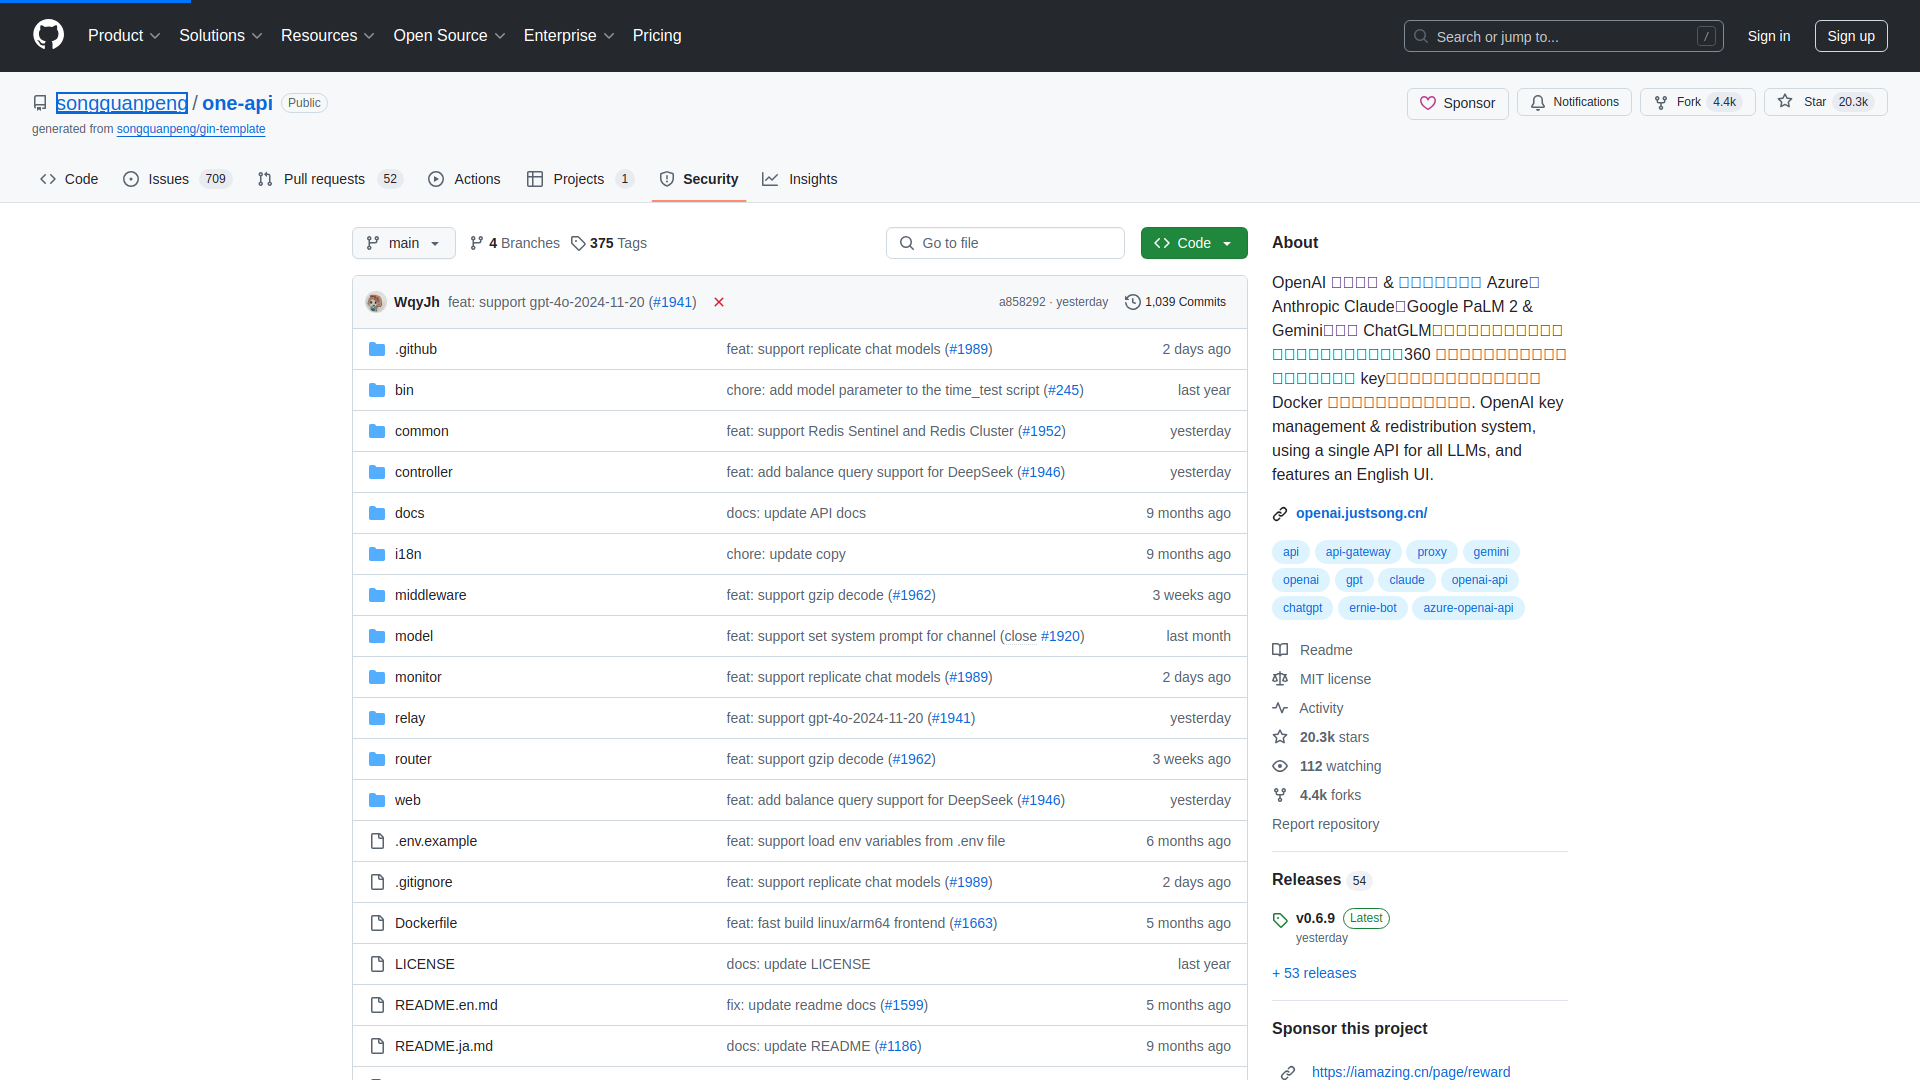 Product Solutions Resources Open Source Enterprise Pricing
Search or jump to... /
Sign in
Sign up
songquanpeng / one-api Public
generated from songquanpeng/gin-template
Sponsor
Notifications
Fork 4.4k
Star 20.3k
Code
Issues 709
Pull requests 52
Actions
Projects 1
Security
Insights
main
4 Branches
375 Tags
Go to file
Code
WqyJh feat: support gpt-4o-2024-11-20 (#1941)
a858292 · yesterday
1,039 Commits
.github feat: support replicate chat models (#1989) 2 days ago
bin chore: add model parameter to the time_test script (#245) last year
common feat: support Redis Sentinel and Redis Cluster (#1952) yesterday
controller feat: add balance query support for DeepSeek (#1946) yesterday
docs docs: update API docs 9 months ago
i18n chore: update copy 9 months ago
middleware feat: support gzip decode (#1962) 3 weeks ago
model feat: support set system prompt for channel (close #1920) last month
monitor feat: support replicate chat models (#1989) 2 days ago
relay feat: support gpt-4o-2024-11-20 (#1941) yesterday
router feat: support gzip decode (#1962) 3 weeks ago
web feat: add balance query support for DeepSeek (#1946) yesterday
.env.example feat: support load env variables from .env file 6 months ago
.gitignore feat: support replicate chat models (#1989) 2 days ago
Dockerfile feat: fast build linux/arm64 frontend (#1663) 5 months ago
LICENSE docs: update LICENSE last year
README.en.md fix: update readme docs (#1599) 5 months ago
README.ja.md docs: update README (#1186) 9 months ago
About
OpenAI & Azure
Anthropic Claude Google PaLM 2 &
Gemini ChatGLM
360
key
Docker . OpenAI key
management & redistribution system,
using a single API for all LLMs, and
features an English UI.
openai.justsong.cn/
api api-gateway proxy gemini
openai gpt claude openai-api
chatgpt ernie-bot azure-openai-api
Readme
MIT license
Activity
20.3k stars
112 watching
4.4k forks
Report repository
Releases 54
v0.6.9 Latest
yesterday
+ 53 releases
Sponsor this project
https://iamazing.cn/page/reward